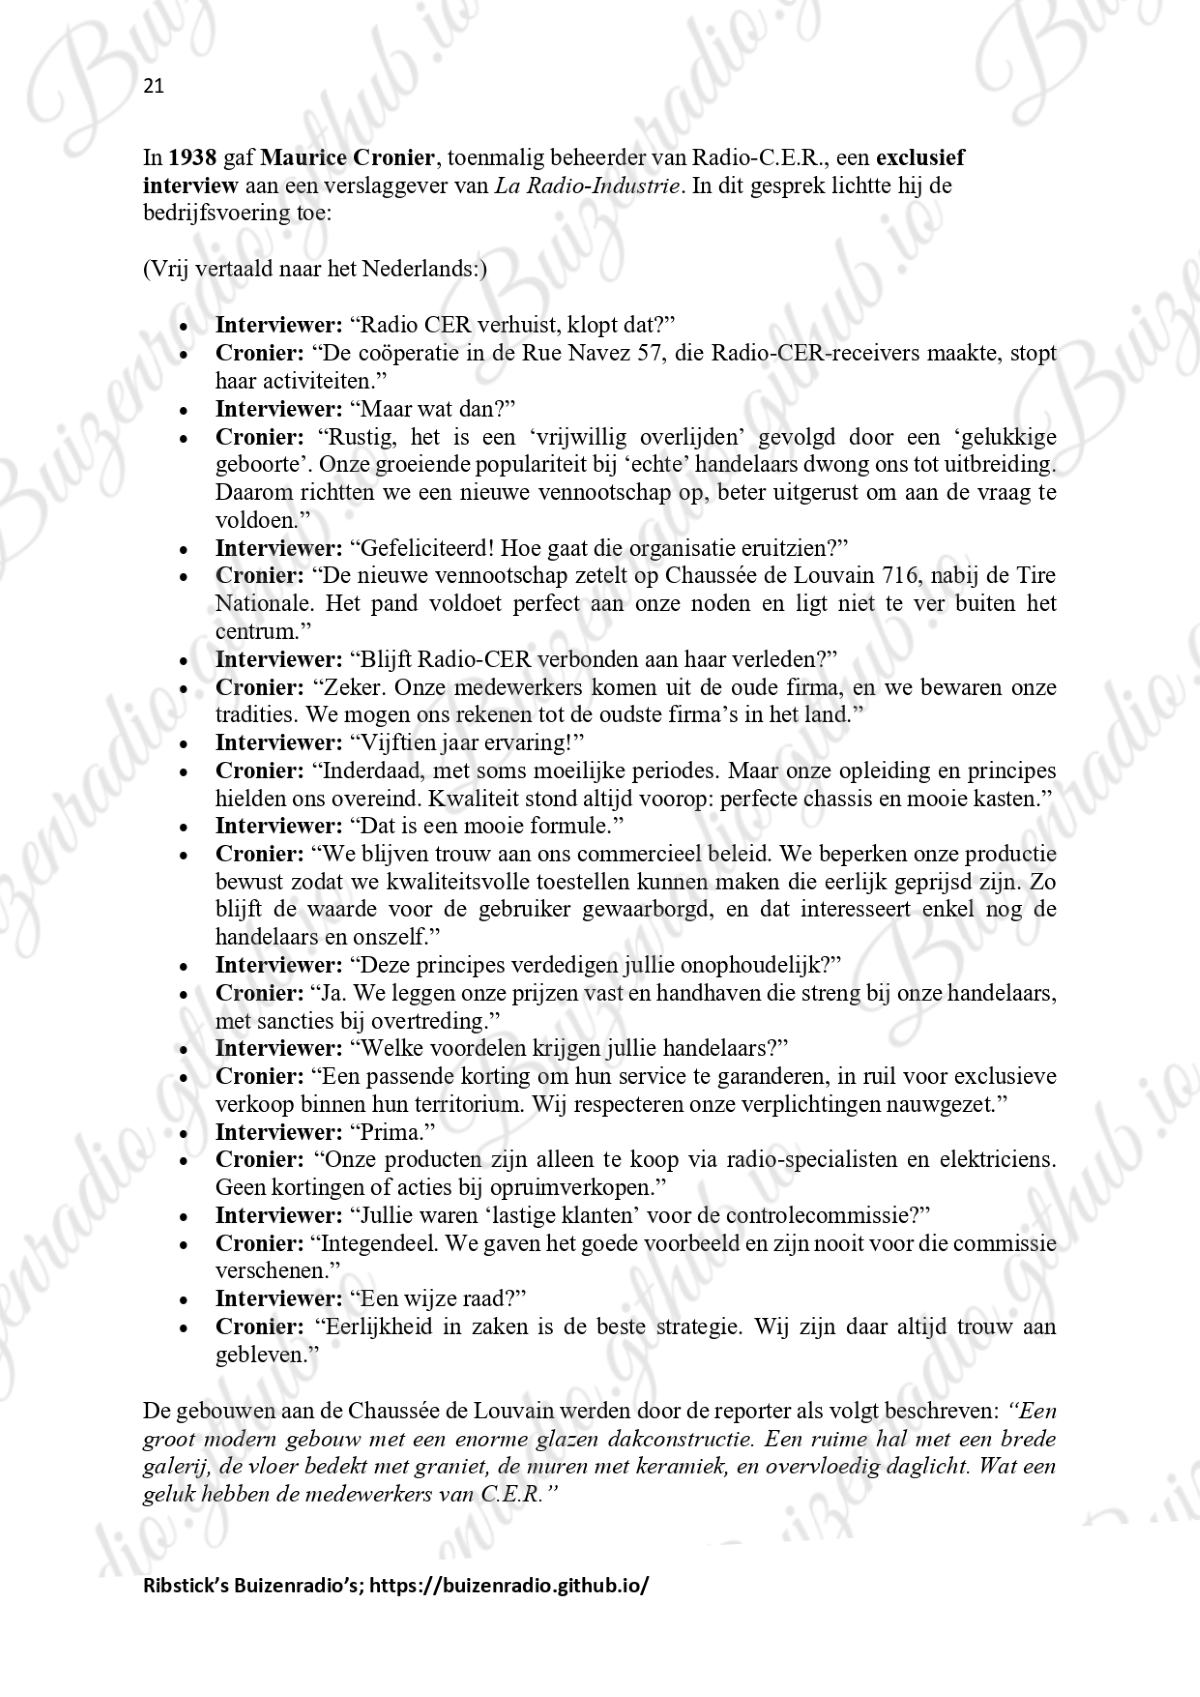 21
In 1938 gaf Maurice Cronier, toenmalig beheerder van Radio-C.E.R., een exclusief
interview aan een verslaggever van La Radio-Industrie. In dit gesprek lichtte hij de
bedrijfsvoering toe:
(Vrij vertaald naar het Nederlands:)
• Interviewer: “Radio CER verhuist, klopt dat?”
• Cronier: “De coöperatie in de Rue Navez 57, die Radio-CER-receivers maakte, stopt
haar activiteiten.”
• Interviewer: “Maar wat dan?”
• Cronier: “Rustig, het is een ‘vrijwillig overlijden’ gevolgd door een ‘gelukkige
geboorte’. Onze groeiende populariteit bij ‘echte’ handelaars dwong ons tot uitbreiding.
Daarom richtten we een nieuwe vennootschap op, beter uitgerust om aan de vraag te
voldoen.”
• Interviewer: “Gefeliciteerd! Hoe gaat die organisatie eruitzien?”
• Cronier: “De nieuwe vennootschap zetelt op Chaussée de Louvain 716, nabij de Tire
Nationale. Het pand voldoet perfect aan onze noden en ligt niet te ver buiten het
centrum.”
• Interviewer: “Blijft Radio-CER verbonden aan haar verleden?”
• Cronier: “Zeker. Onze medewerkers komen uit de oude firma, en we bewaren onze
tradities. We mogen ons rekenen tot de oudste firma’s in het land.”
• Interviewer: “Vijftien jaar ervaring!”
• Cronier: “Inderdaad, met soms moeilijke periodes. Maar onze opleiding en principes
hielden ons overeind. Kwaliteit stond altijd voorop: perfecte chassis en mooie kasten.”
• Interviewer: “Dat is een mooie formule.”
• Cronier: “We blijven trouw aan ons commercieel beleid. We beperken onze productie
bewust zodat we kwaliteitsvolle toestellen kunnen maken die eerlijk geprijsd zijn. Zo
blijft de waarde voor de gebruiker gewaarborgd, en dat interesseert enkel nog de
handelaars en onszelf.”
• Interviewer: “Deze principes verdedigen jullie onophoudelijk?”
• Cronier: “Ja. We leggen onze prijzen vast en handhaven die streng bij onze handelaars,
met sancties bij overtreding.”
• Interviewer: “Welke voordelen krijgen jullie handelaars?”
• Cronier: “Een passende korting om hun service te garanderen, in ruil voor exclusieve
verkoop binnen hun territorium. Wij respecteren onze verplichtingen nauwgezet.”
• Interviewer: “Prima.”
• Cronier: “Onze producten zijn alleen te koop via radio-specialisten en elektriciens.
Geen kortingen of acties bij opruimverkopen.”
• Interviewer: “Jullie waren ‘lastige klanten’ voor de controlecommissie?”
• Cronier: “Integendeel. We gaven het goede voorbeeld en zijn nooit voor die commissie
verschenen.”
• Interviewer: “Een wijze raad?”
• Cronier: “Eerlijkheid in zaken is de beste strategie. Wij zijn daar altijd trouw aan
gebleven.”
De gebouwen aan de Chaussée de Louvain werden door de reporter als volgt beschreven: “Een
groot modern gebouw met een enorme glazen dakconstructie. Een ruime hal met een brede
galerij, de vloer bedekt met graniet, de muren met keramiek, en overvloedig daglicht. Wat een
geluk hebben de medewerkers van C.E.R.”
Ribstick’s Buizenradio’s; https://buizenradio.github.io/
Buizenradio.github.io